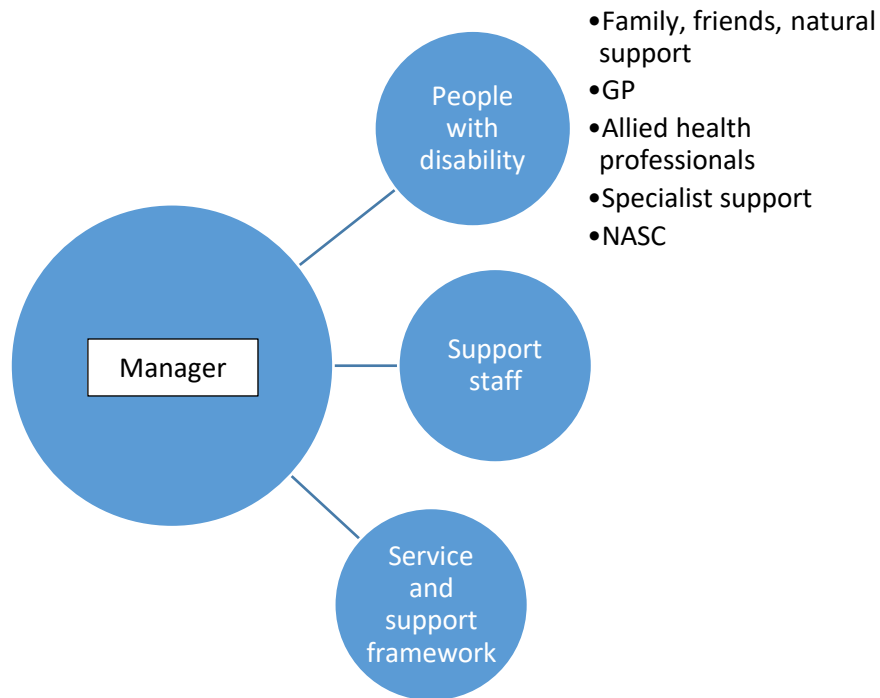 •Family, friends, natural
support
•GP
•Allied health
professionals
•Specialist support
•NASC
People
with
disability
Manager
Support
staff
Service
and
support
framework